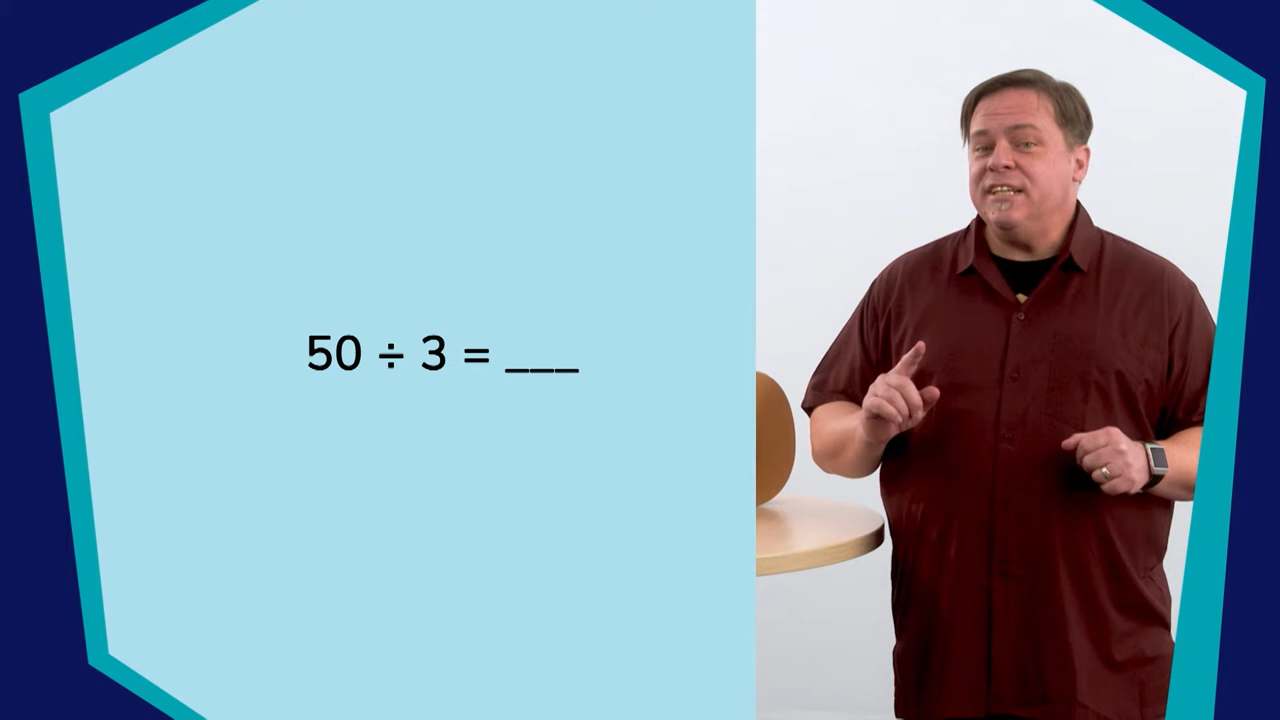 50 ÷ 3 = ___